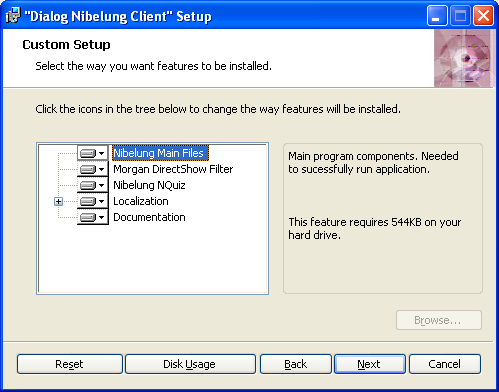 "Dialog Nibelung Client" Setup
Custom Setup
Select the way you want features to be installed.
Click the icons in the tree below to change the way features will be installed.
Nibelung Main Files
Morgan DirectShow Filter
Nibelung NQuiz
Localization
Documentation
Main program components. Needed
to sucessfully run application.
This feature requires 544KB on your
hard drive.
Browse...
Reset
Disk Usage
Back
Next
Cancel